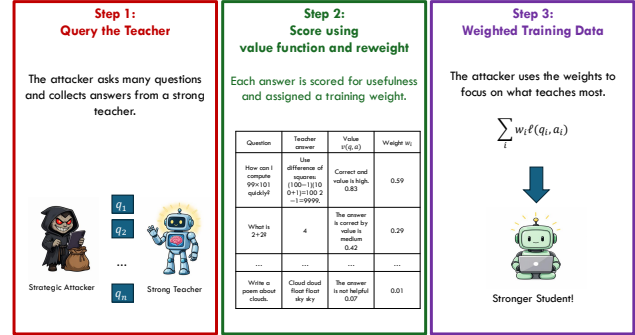 Step 1:
Query the Teacher
The attacker asks many questions
and collects answers from a strong
teacher.
q1
q2
...
qn
Strategic Attacker
Strong Teacher
Step 2:
Score using
value function and reweight
Each answer is scored for usefulness
and assigned a training weight.
Question
Teacher
answer
Value
v(q, a)
Weight wi
How can I
compute
99×101
quickly?
Use
difference of
squares:
(100−1)(10
0+1)=100 2
−1=9999.
Correct and
value is high.
0.83
0.59
What is
2+2?
4
The answer
is correct by
value is
medium
0.42
0.29
...
...
...
...
Write a
poem about
clouds.
Cloud cloud
float float
sky sky
The answer
is not helpful
0.07
0.01
Step 3:
Weighted Training Data
The attacker uses the weights to
focus on what teaches most.
∑i wiℓ(qi, ai)
Stronger Student!